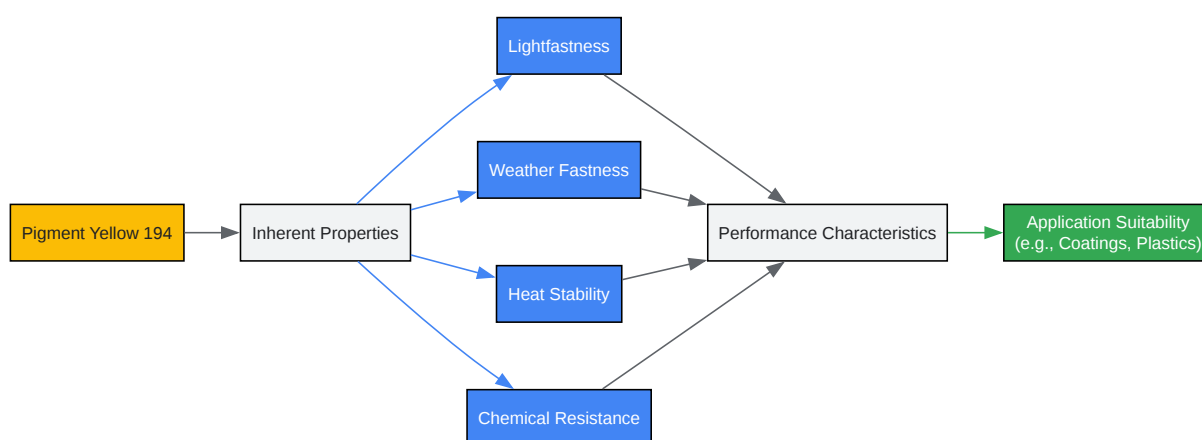 Lightfastness
Weather Fastness
Pigment Yellow 194
Inherent Properties
Performance Characteristics
Application Suitability
(e.g., Coatings, Plastics)
Heat Stability
Chemical Resistance